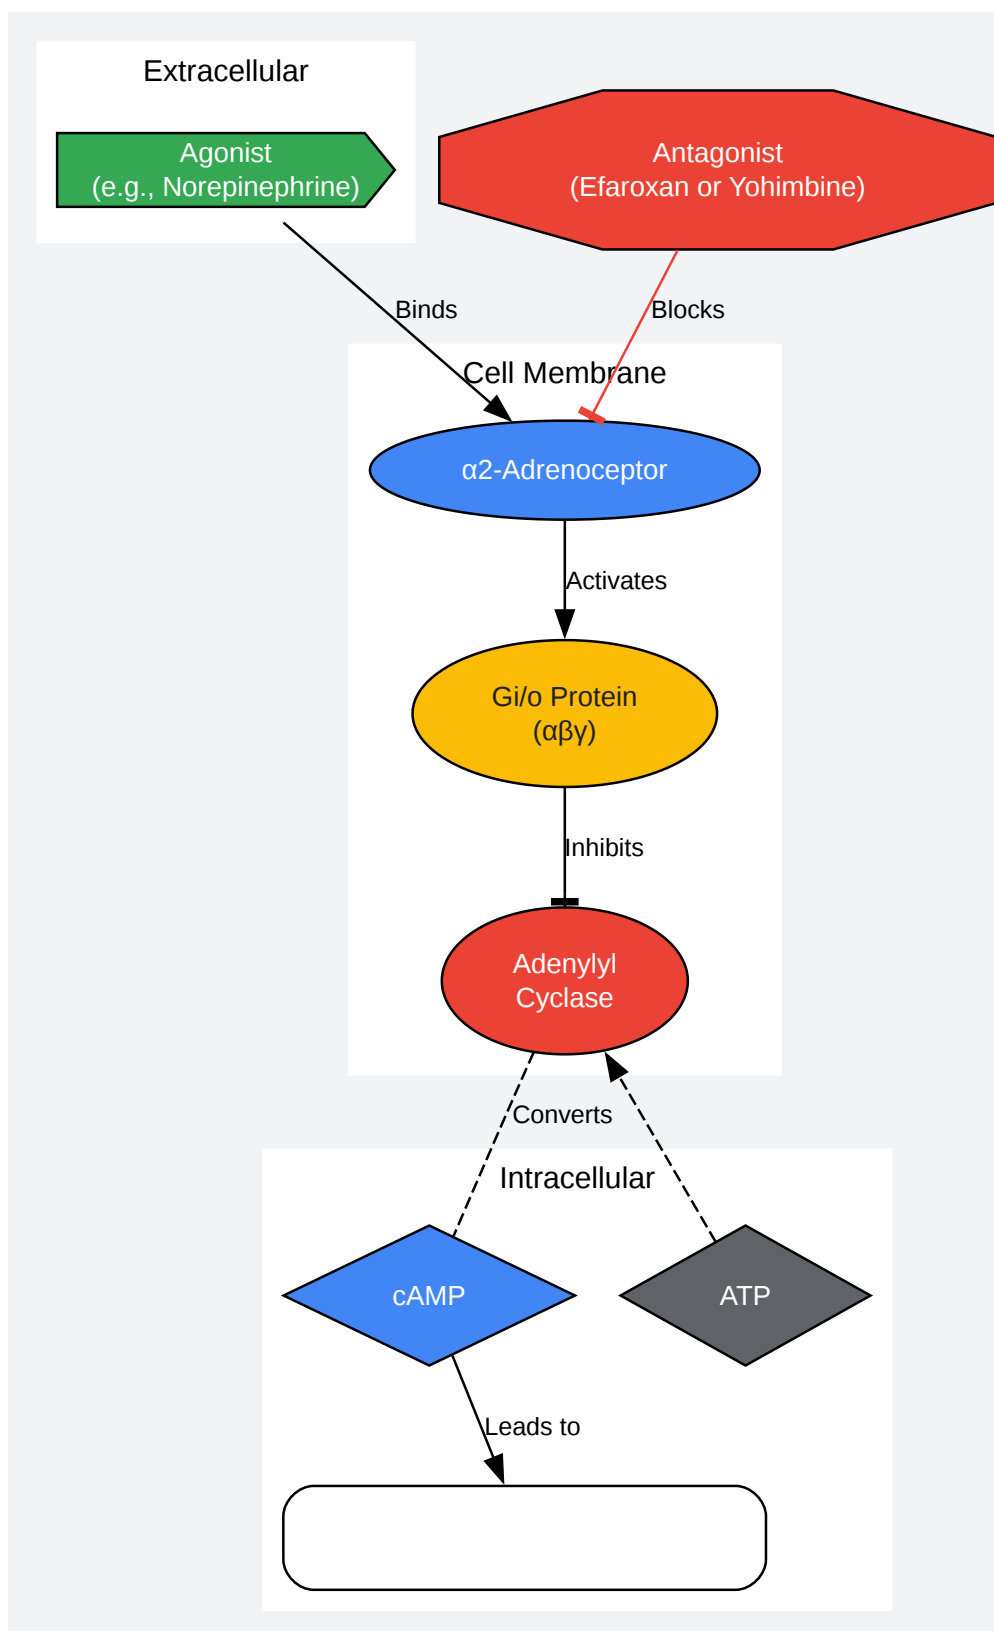 Extracellular
Agonist
(e.g., Norepinephrine)
Antagonist
(Efaroxan or Yohimbine)
Binds
Blocks
Cell Membrane
α2-Adrenoceptor
Activates
Gi/o Protein
(αβγ)
Inhibits
Adenylyl
Cyclase
Converts
Intracellular
cAMP
ATP
Leads to